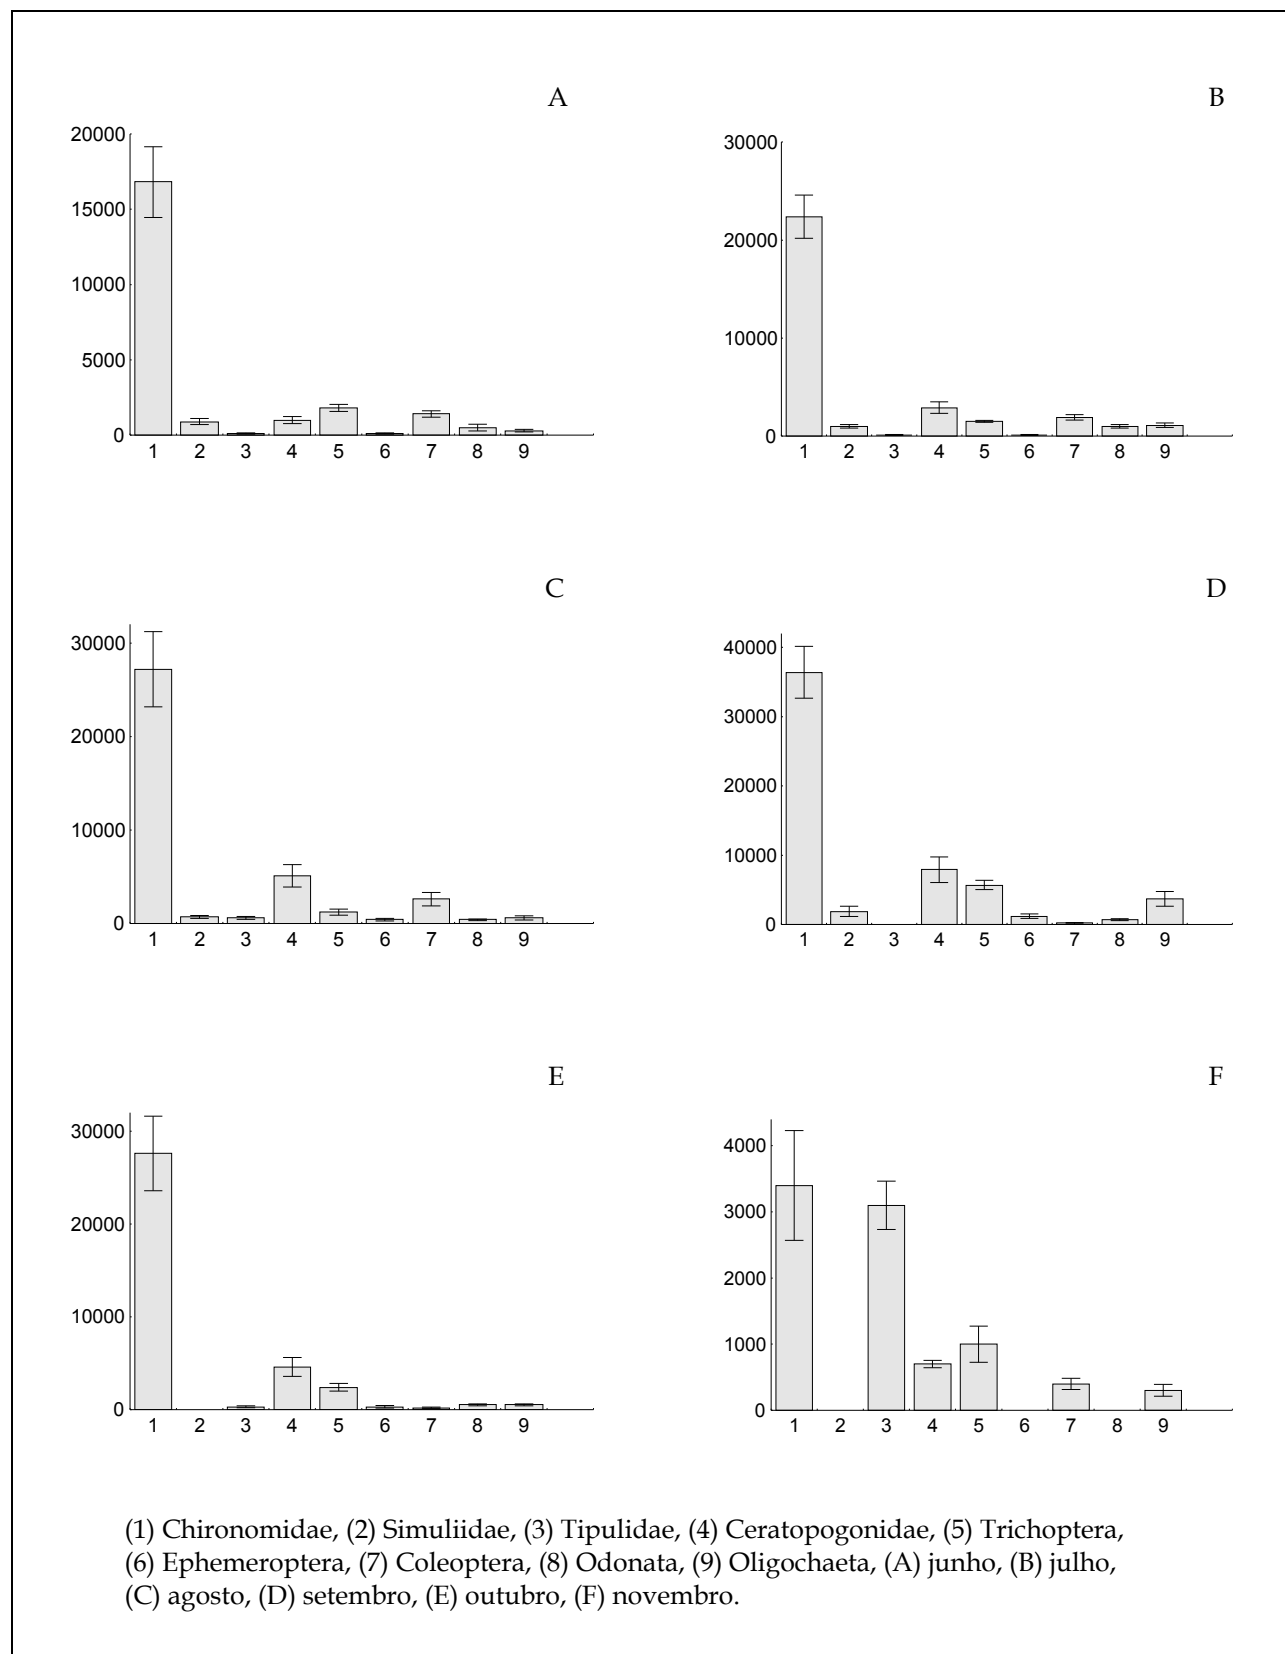 A
20000
15000
10000
5000
0
1 2 3 4 5 6 7 8 9
B
30000
20000
10000
0
1 2 3 4 5 6 7 8 9
C
30000
20000
10000
0
1 2 3 4 5 6 7 8 9
D
40000
30000
20000
10000
0
1 2 3 4 5 6 7 8 9
E
30000
20000
10000
0
1 2 3 4 5 6 7 8 9
F
4000
3000
2000
1000
0
1 2 3 4 5 6 7 8 9
(1) Chironomidae, (2) Simuliidae, (3) Tipulidae, (4) Ceratopogonidae, (5) Trichoptera,
(6) Ephemeroptera, (7) Coleoptera, (8) Odonata, (9) Oligochaeta, (A) junho, (B) julho,
(C) agosto, (D) setembro, (E) outubro, (F) novembro.